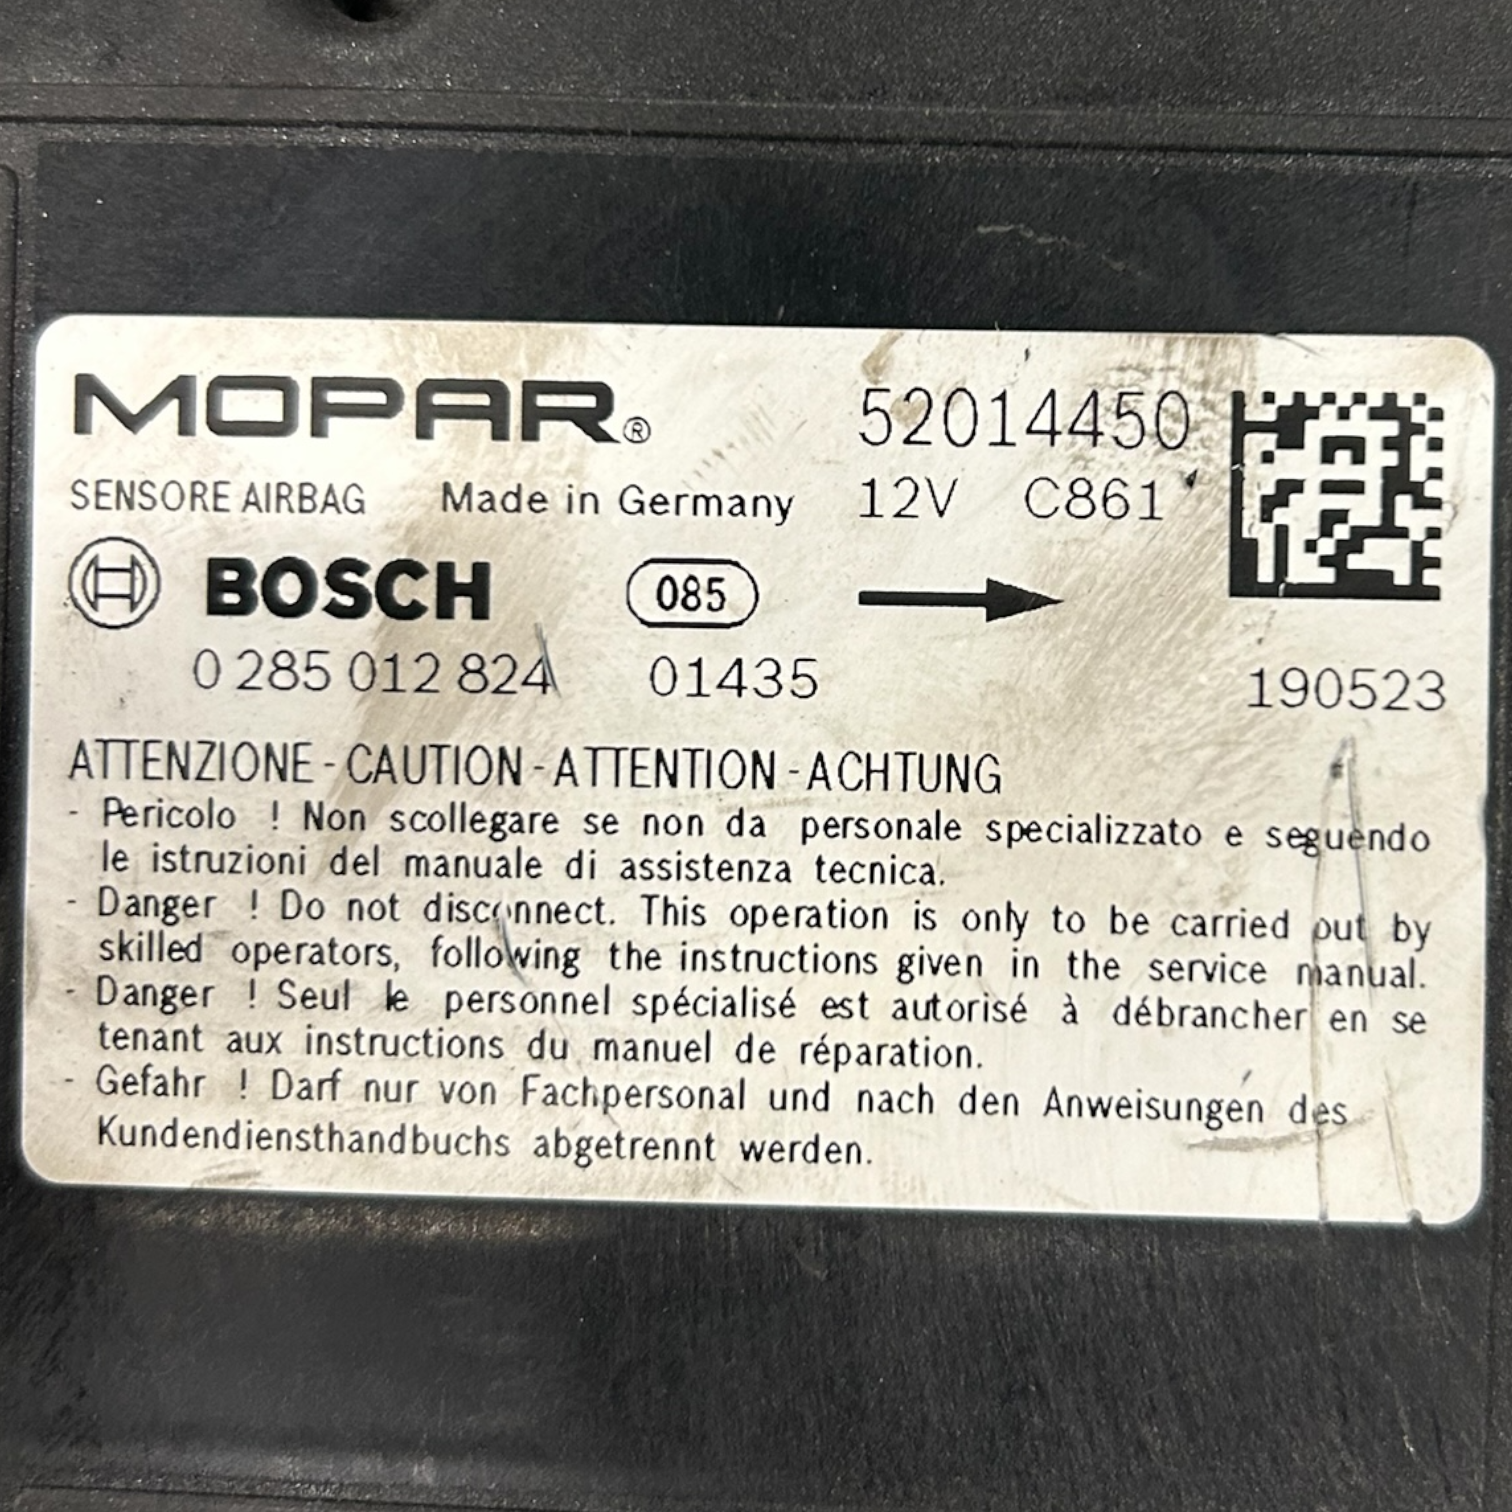 MOPAR® 52014450
SENSORE AIRBAG Made in Germany 12V C861
BOSCH 085
0 285 012 824 01435 190523
ATTENZIONE - CAUTION - ATTENTION - ACHTUNG
- Pericolo ! Non scollegare se non da personale specializzato e seguendo
le istruzioni del manuale di assistenza tecnica.
- Danger ! Do not disconnect. This operation is only to be carried out by
skilled operators, following the instructions given in the service manual.
- Danger ! Seul le personnel spécialisé est autorisé à débrancher en se
tenant aux instructions du manuel de réparation.
- Gefahr ! Darf nur von Fachpersonal und nach den Anweisungen des
Kundendiensthandbuchs abgetrennt werden.